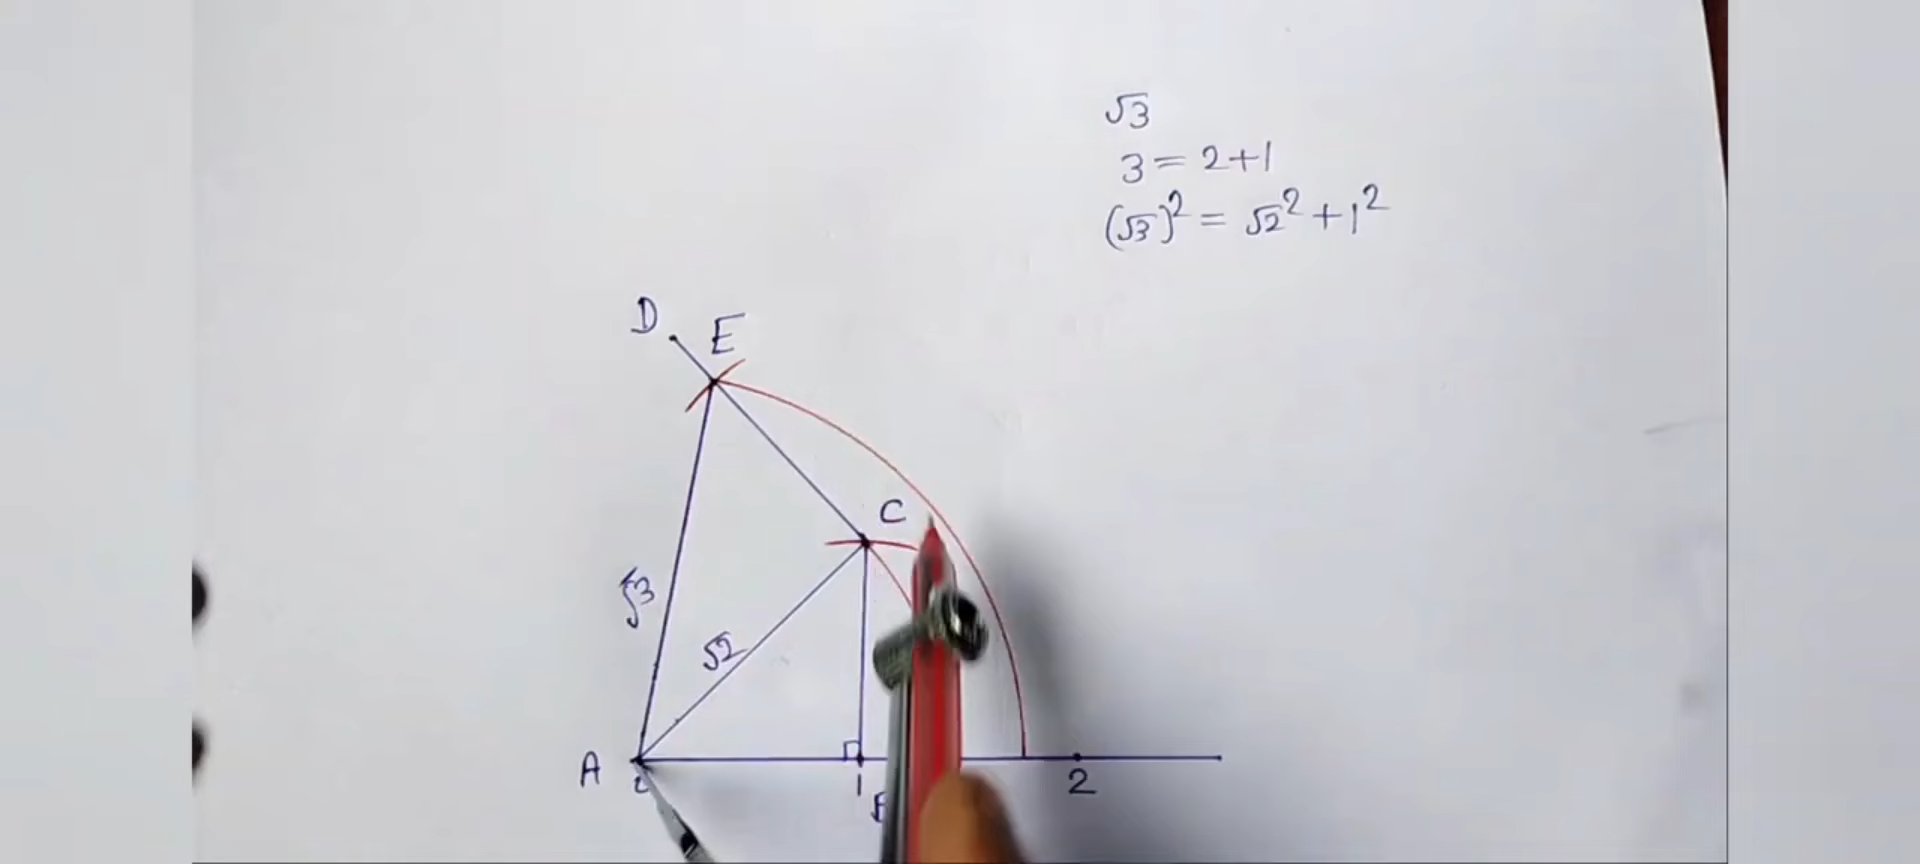 √3
3 = 2+1
(√3)² = √2² + 1²
D
E
C
√3
√2
A
1
2